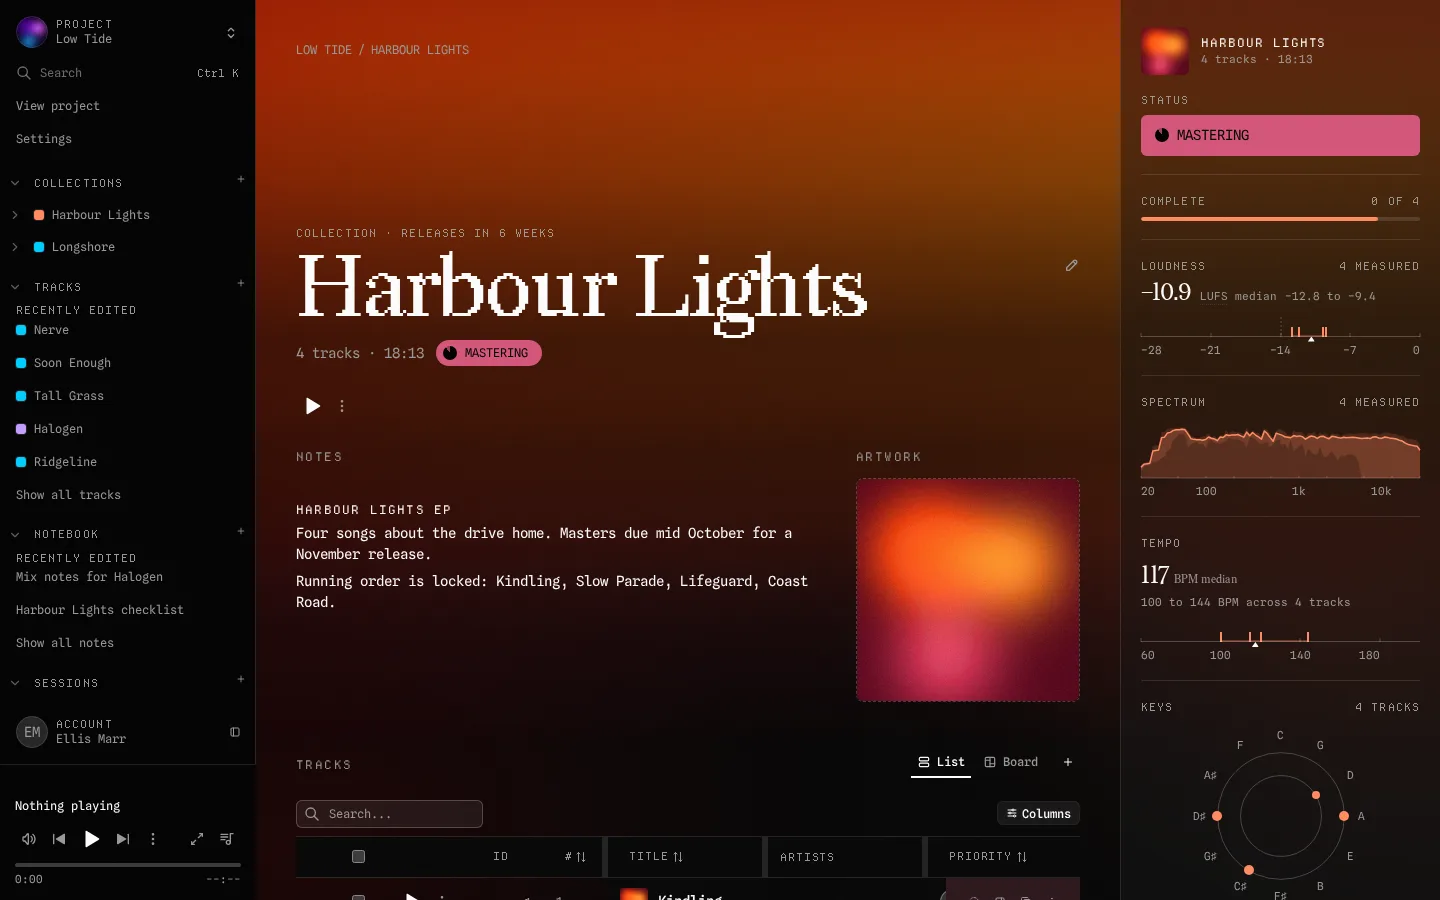 PROJECT
Low Tide
Search Ctrl K
View project
Settings
COLLECTIONS +
Harbour Lights
Longshore
TRACKS +
RECENTLY EDITED
Nerve
Soon Enough
Tall Grass
Halogen
Ridgeline
Show all tracks
NOTEBOOK +
RECENTLY EDITED
Mix notes for Halogen
Harbour Lights checklist
Show all notes
SESSIONS +
EM
ACCOUNT
Ellis Marr
Nothing playing
0:00 --:--
LOW TIDE / HARBOUR LIGHTS
COLLECTION · RELEASES IN 6 WEEKS
Harbour Lights
4 tracks · 18:13 MASTERING
NOTES
HARBOUR LIGHTS EP
Four songs about the drive home. Masters due mid October for a
November release.
Running order is locked: Kindling, Slow Parade, Lifeguard, Coast
Road.
ARTWORK
TRACKS
List Board +
Search...
Columns
ID # TITLE ARTISTS PRIORITY
Kindling
HARBOUR LIGHTS
4 tracks · 18:13
STATUS
MASTERING
COMPLETE 0 OF 4
LOUDNESS 4 MEASURED
−10.9 LUFS median −12.8 to −9.4
−28 −21 −14 −7 0
SPECTRUM 4 MEASURED
20 100 1k 10k
TEMPO
117 BPM median
100 to 144 BPM across 4 tracks
60 100 140 180
KEYS 4 TRACKS
C
F G
A♯ D
D♯ A
G♯ E
C♯ B
F♯